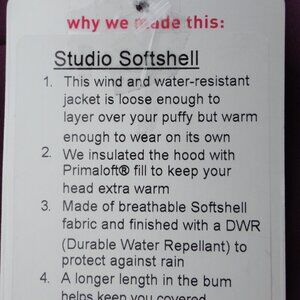 why we made this:
Studio Softshell
1. This wind and water-resistant
jacket is loose enough to
layer over your puffy but warm
enough to wear on its own
2. We insulated the hood with
Primaloft® fill to keep your
head extra warm
3. Made of breathable Softshell
fabric and finished with a DWR
(Durable Water Repellant) to
protect against rain
4. A longer length in the bum
helps keep you covered